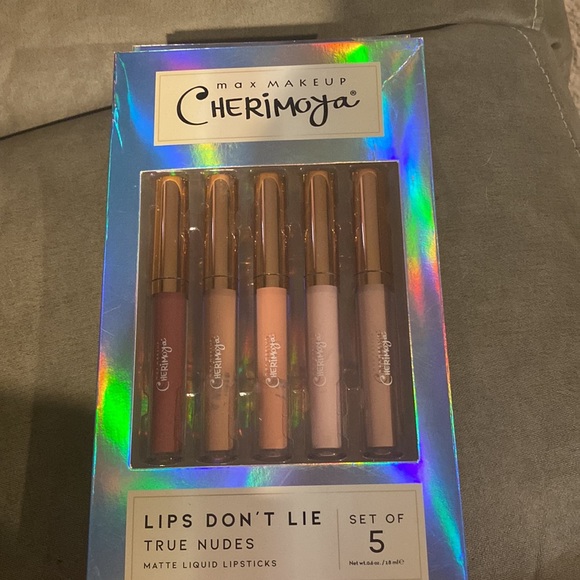 max MAKEUP
CHERIMOYA®
CHERIMOYA
CHERIMOYA
CHERIMOYA
CHERIMOYA
CHERIMOYA
LIPS DON'T LIE
TRUE NUDES
MATTE LIQUID LIPSTICKS
SET OF
5